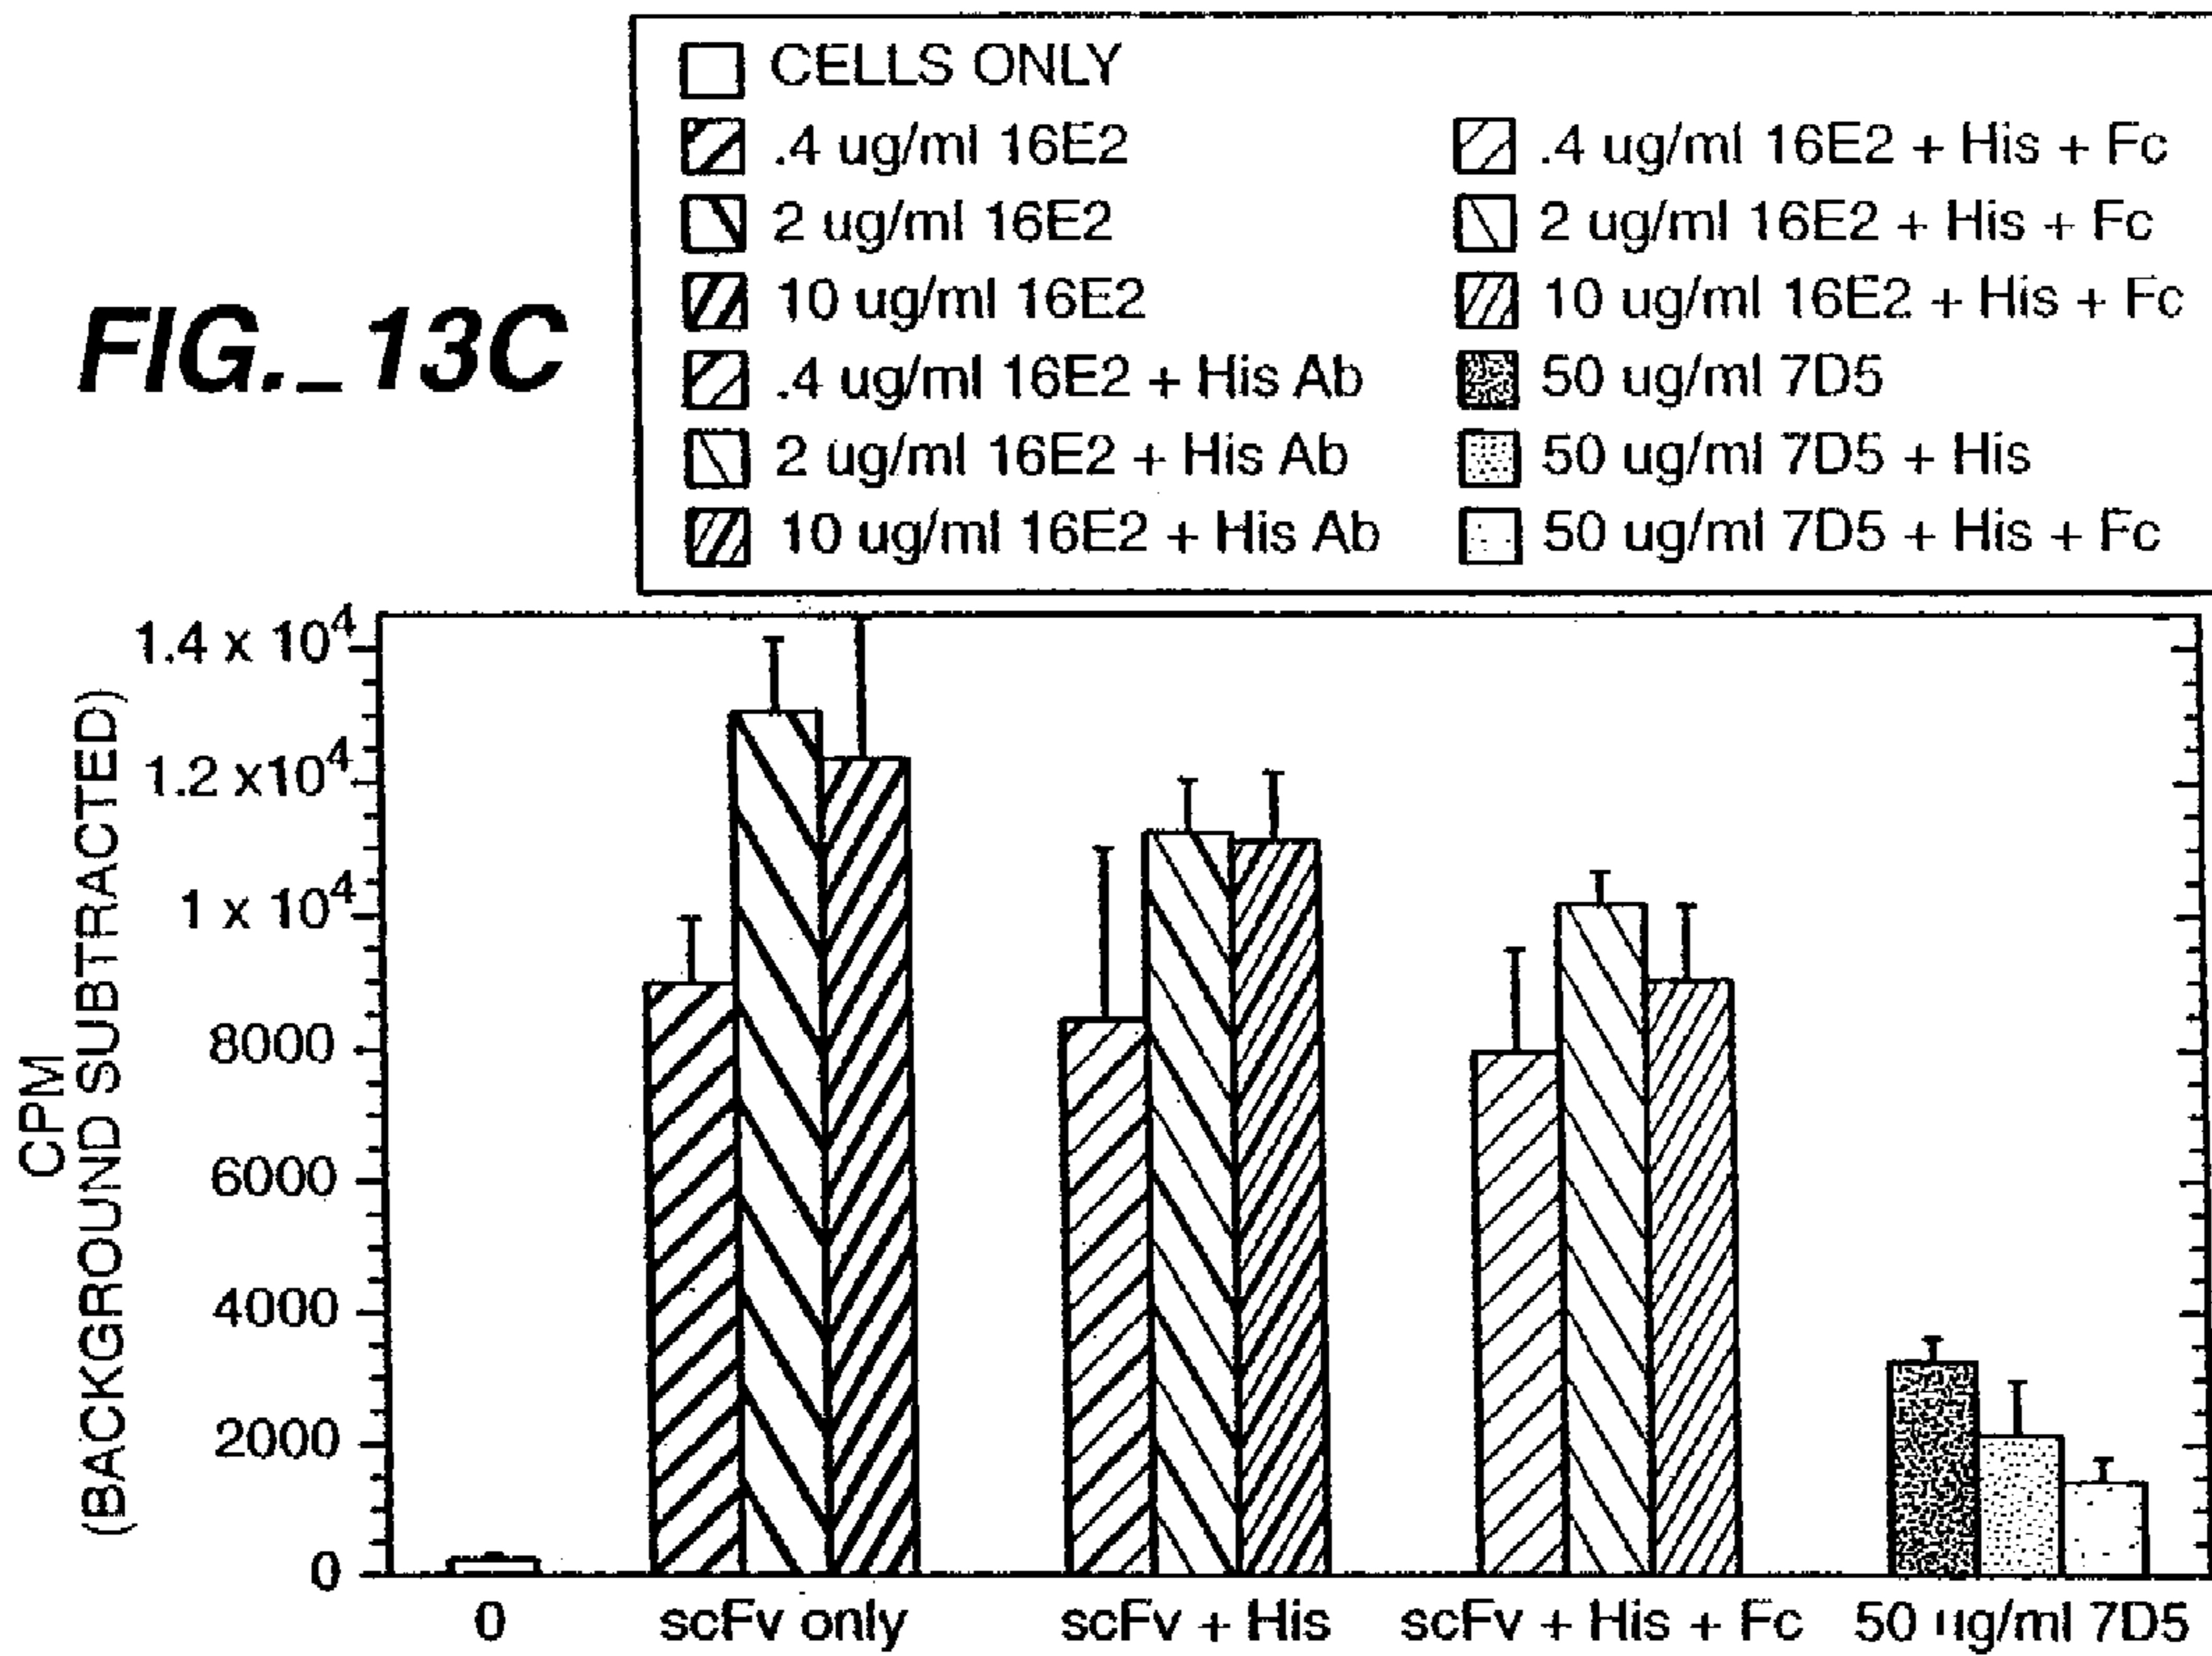 FIG._13C
CELLS ONLY
.4 ug/ml 16E2
2 ug/ml 16E2
10 ug/ml 16E2
.4 ug/ml 16E2 + His Ab
2 ug/ml 16E2 + His Ab
10 ug/ml 16E2 + His Ab
.4 ug/ml 16E2 + His + Fc
2 ug/ml 16E2 + His + Fc
10 ug/ml 16E2 + His + Fc
50 ug/ml 7D5
50 ug/ml 7D5 + His
50 ug/ml 7D5 + His + Fc
CPM
(BACKGROUND SUBTRACTED)
1.4 x 10⁴
1.2 x10⁴
1 x 10⁴
8000
6000
4000
2000
0
0
scFv only
scFv + His
scFv + His + Fc
50 ug/ml 7D5